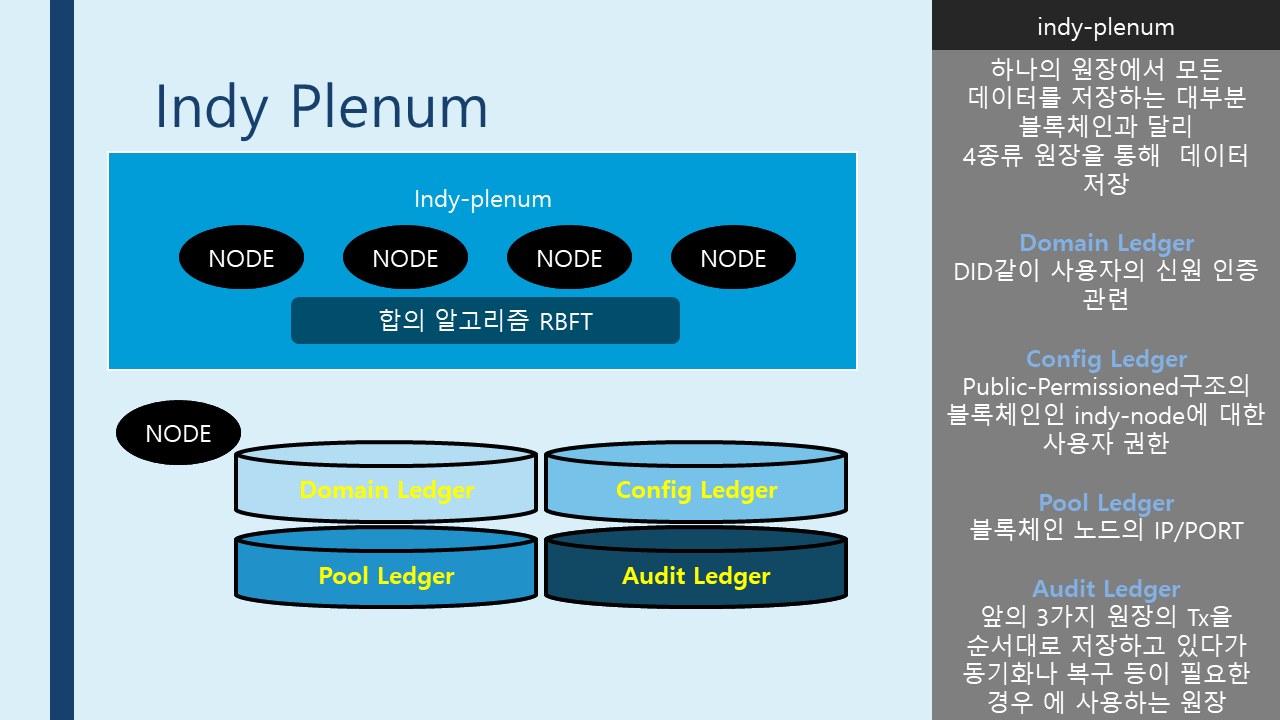 Indy Plenum
Indy-plenum
NODE
NODE
NODE
NODE
합의 알고리즘 RBFT
NODE
Domain Ledger
Config Ledger
Pool Ledger
Audit Ledger
indy-plenum
하나의 원장에서 모든
데이터를 저장하는 대부분
블록체인과 달리
4종류 원장을 통해  데이터
저장
Domain Ledger
DID같이 사용자의 신원 인증
관련
Config Ledger
Public-Permissioned구조의
블록체인인 indy-node에 대한
사용자 권한
Pool Ledger
블록체인 노드의 IP/PORT
Audit Ledger
앞의 3가지 원장의 Tx을
순서대로 저장하고 있다가
동기화나 복구 등이 필요한
경우 에 사용하는 원장